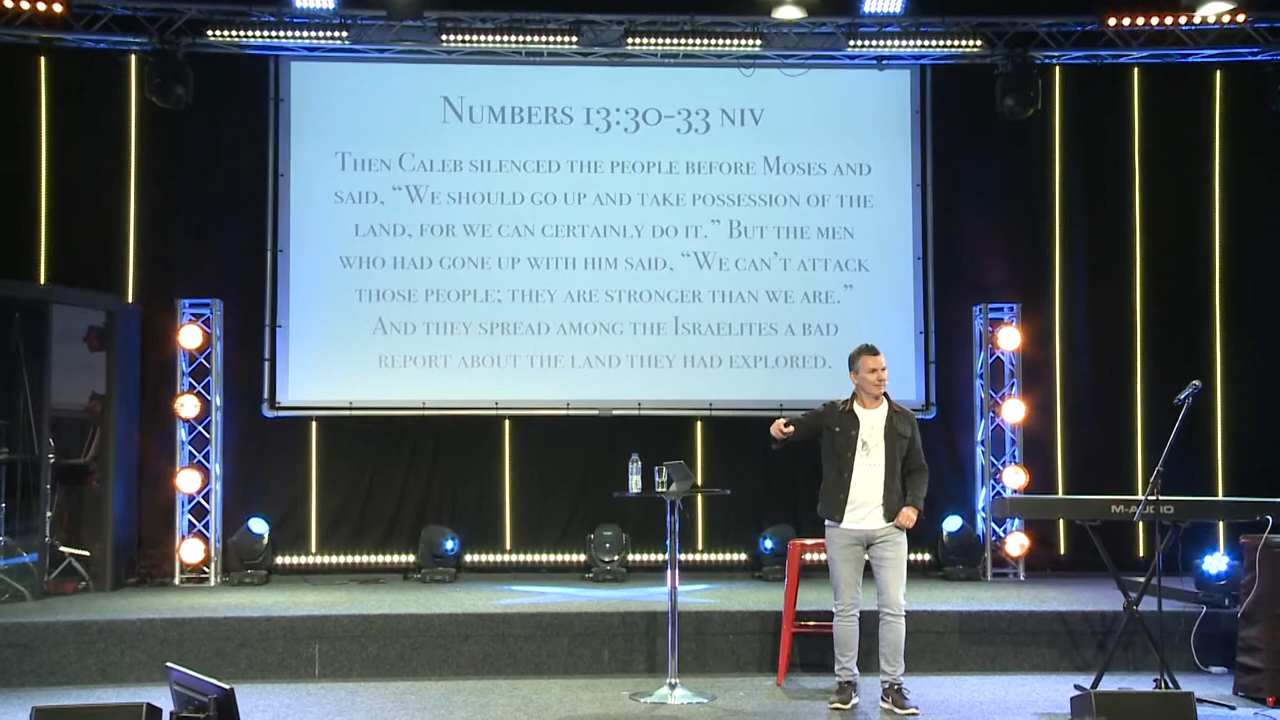 Numbers 13:30-33 NIV
Then Caleb silenced the people before Moses and
said, “We should go up and take possession of the
land, for we can certainly do it.” But the men
who had gone up with him said, “We can’t attack
those people; they are stronger than we are.”
And they spread among the Israelites a bad
report about the land they had explored.
M-AUDIO